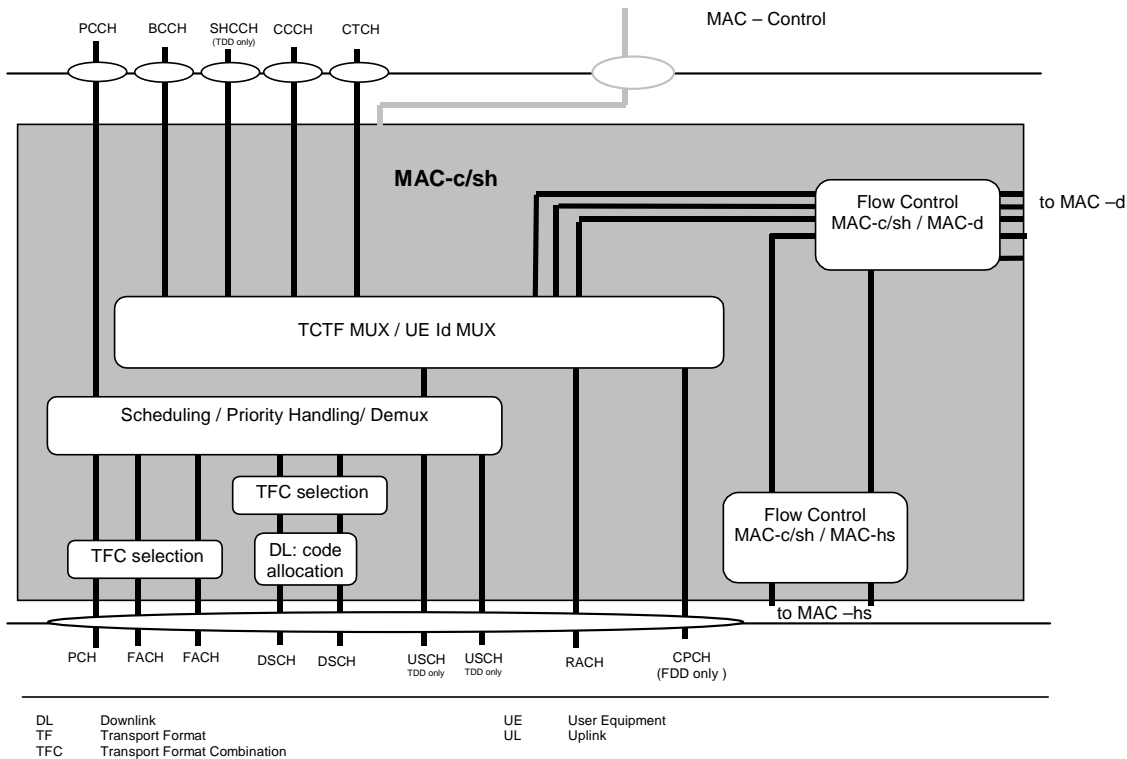 MAC – Control
PCCH BCCH SHCCH CCCH CTCH
(TDD only)
MAC-c/sh
Flow Control
MAC-c/sh / MAC-d
to MAC –d
TCTF MUX / UE Id MUX
Scheduling / Priority Handling/ Demux
TFC selection
Flow Control
MAC-c/sh / MAC-hs
TFC selection
DL: code
allocation
to MAC –hs
PCH FACH FACH DSCH DSCH USCH USCH RACH CPCH
TDD only TDD only (FDD only )
DL Downlink UE User Equipment
TF Transport Format UL Uplink
TFC Transport Format Combination